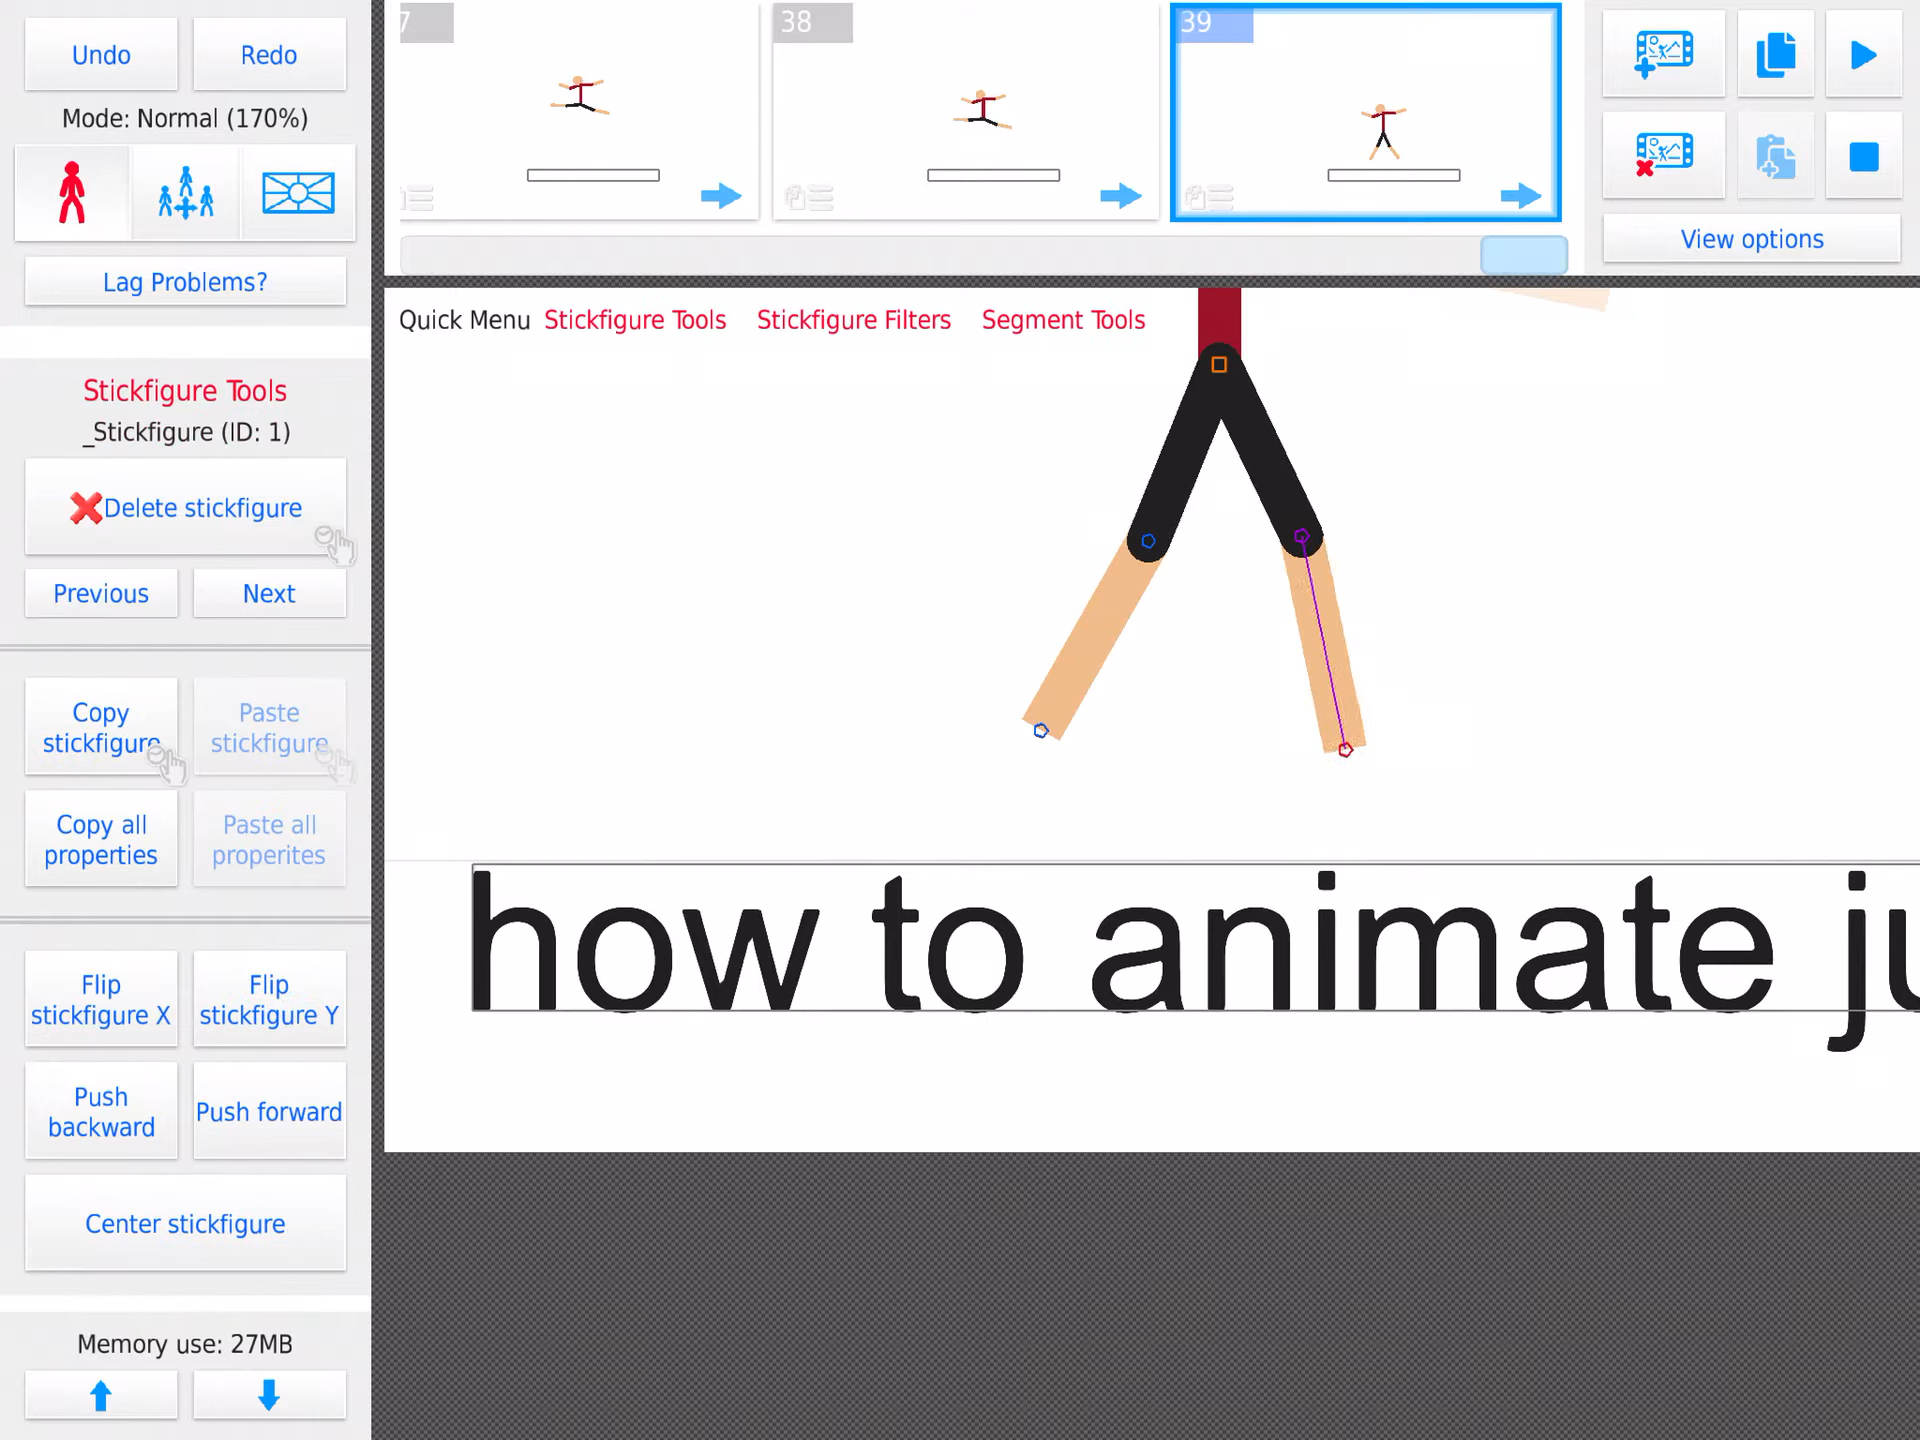 Undo Redo
Mode: Normal (170%)
Lag Problems?
Stickfigure Tools
_Stickfigure (ID: 1)
Delete stickfigure
Previous Next
Copy stickfigure
Paste stickfigure
Copy all properties
Paste all properites
Flip stickfigure X
Flip stickfigure Y
Push backward
Push forward
Center stickfigure
Memory use: 27MB
7 38 39
View options
Quick Menu Stickfigure Tools Stickfigure Filters Segment Tools
how to animate ju